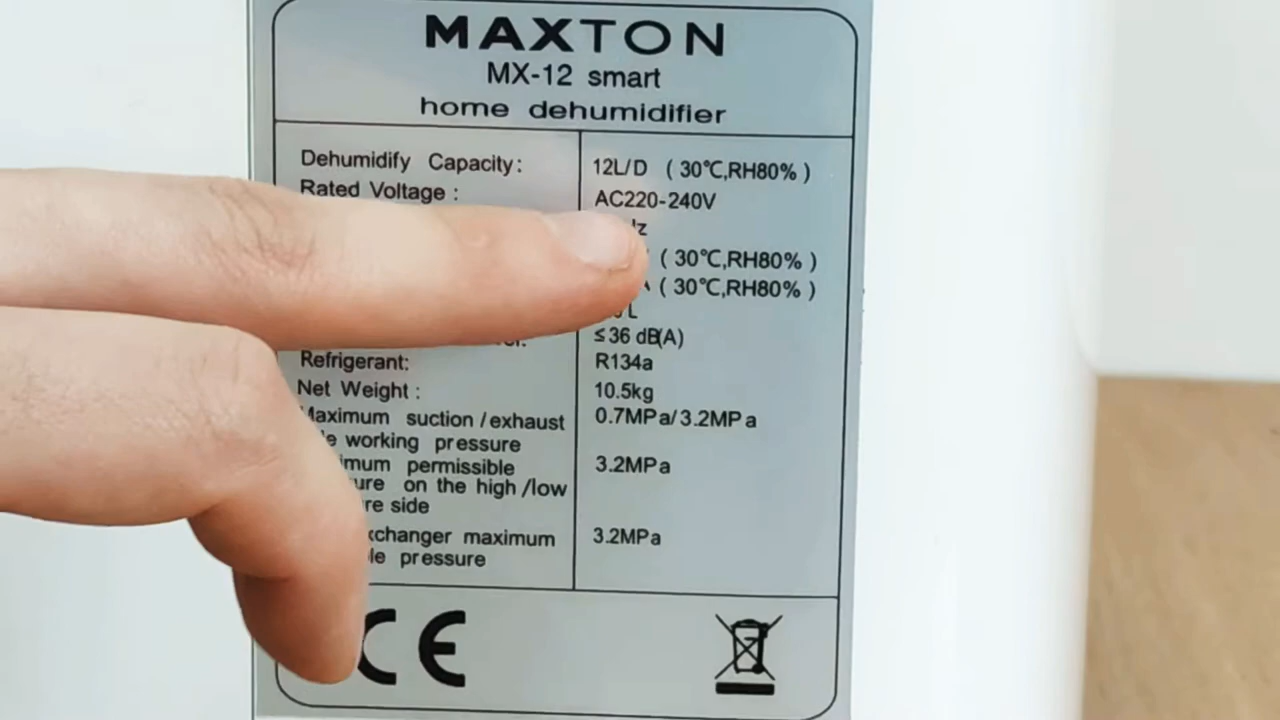 MAXTON
MX-12 smart
home dehumidifier
Dehumidify Capacity: 12L/D (30℃,RH80%)
Rated Voltage: AC220-240V
(30℃,RH80%)
(30℃,RH80%)
L
≤36 dB(A)
Refrigerant: R134a
Net Weight: 10.5kg
Maximum suction/exhaust 0.7MPa/3.2MPa
working pressure
permissible 3.2MPa
on the high/low
side
maximum 3.2MPa
pressure
CE